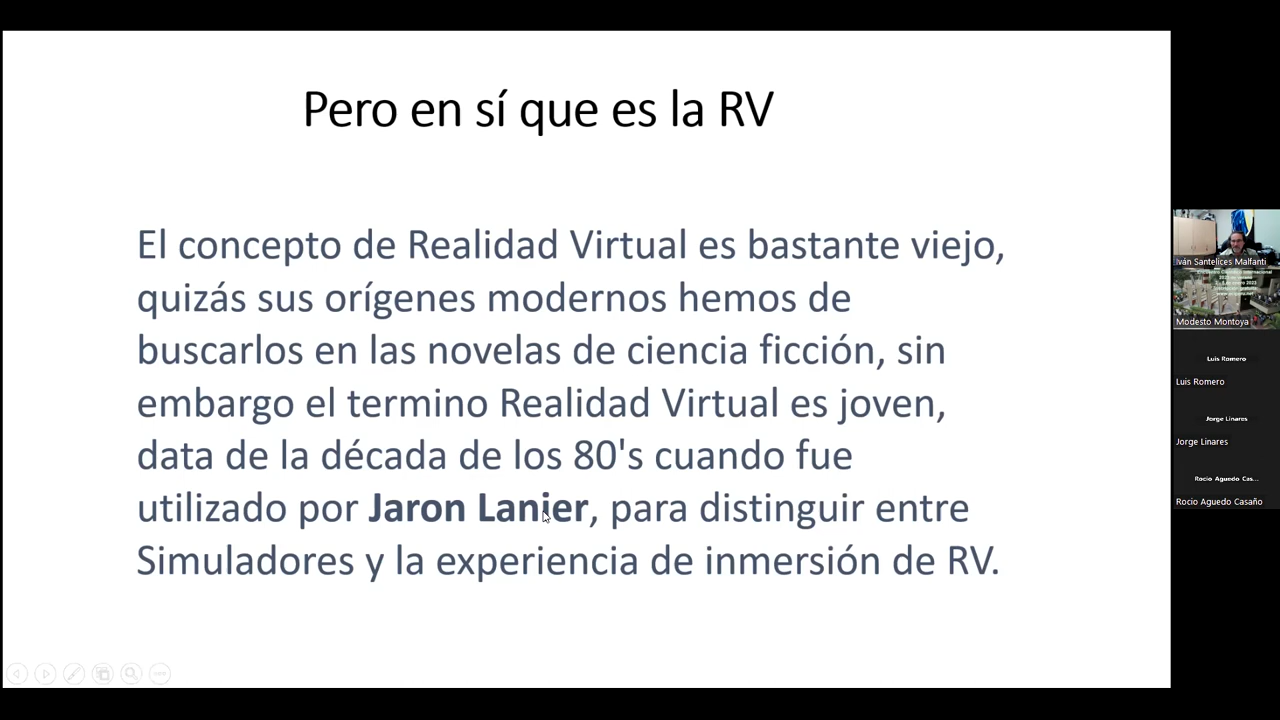 Pero en sí que es la RV
El concepto de Realidad Virtual es bastante viejo,
quizás sus orígenes modernos hemos de
buscarlos en las novelas de ciencia ficción, sin
embargo el termino Realidad Virtual es joven,
data de la década de los 80's cuando fue
utilizado por Jaron Lanier, para distinguir entre
Simuladores y la experiencia de inmersión de RV.
Iván Santelices Malfanti
Modesto Montoya
Luis Romero
Luis Romero
Jorge Linares
Jorge Linares
Rocio Aguedo Cas...
Rocio Aguedo Casaño